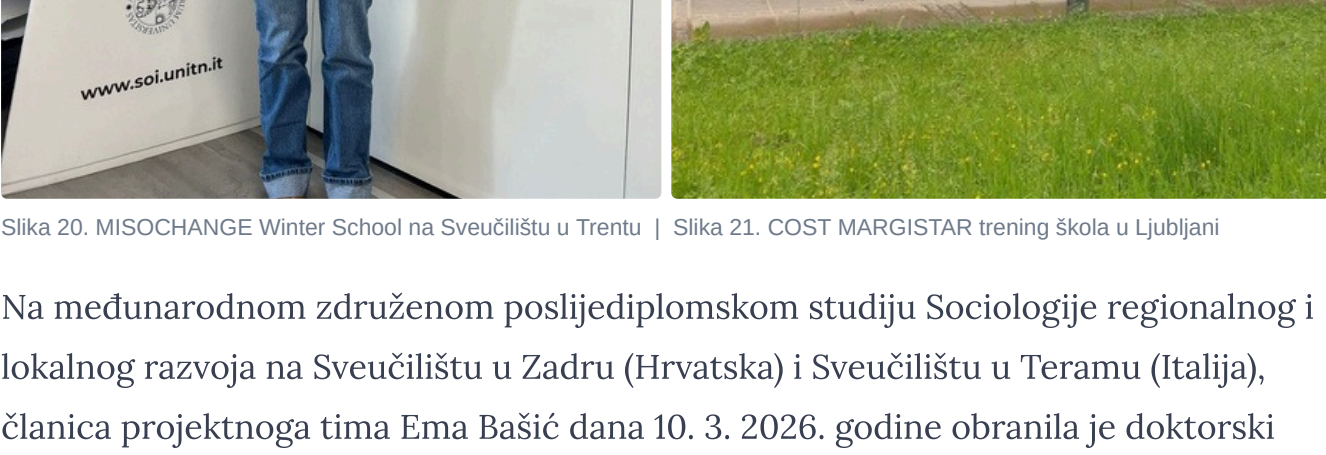 www.soi.unitn.it
Slika 20. MISOCHANGE Winter School na Sveučilištu u Trentu | Slika 21. COST MARGISTAR trening škola u Ljubljani
Na međunarodnom združenom poslijediplomskom studiju Sociologije regionalnog i
lokalnog razvoja na Sveučilištu u Zadru (Hrvatska) i Sveučilištu u Teramu (Italija),
članica projektnoga tima Ema Bašić dana 10. 3. 2026. godine obranila je doktorski